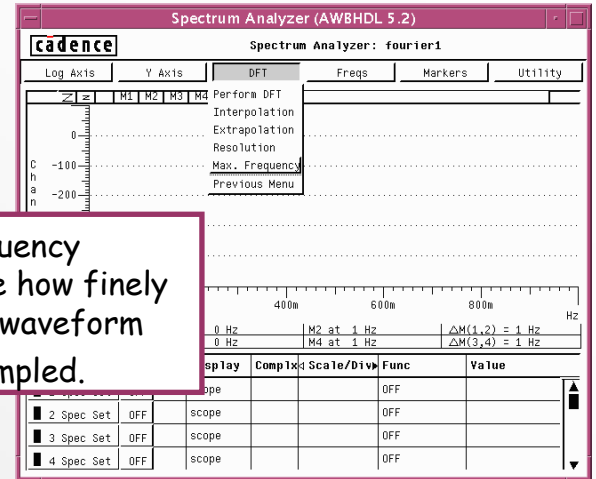 Spectrum Analyzer (AWBHDL 5.2)
cādence
Spectrum Analyzer: fourier1
Log Axis Y Axis DFT Freqs Markers Utility
Z z M1 M2 M3 M4
Perform DFT
Interpolation
Extrapolation
Resolution
Max. Frequency
Previous Menu
0
-100
-200
C
h
a
n
uency
e how finely
waveform
mpled.
400m 600m 800m
Hz
0 Hz M2 at 1 Hz △M(1,2) = 1 Hz
0 Hz M4 at 1 Hz △M(3,4) = 1 Hz
splay Complx Scale/Div Func Value
ope OFF
2 Spec Set OFF scope OFF
3 Spec Set OFF scope OFF
4 Spec Set OFF scope OFF